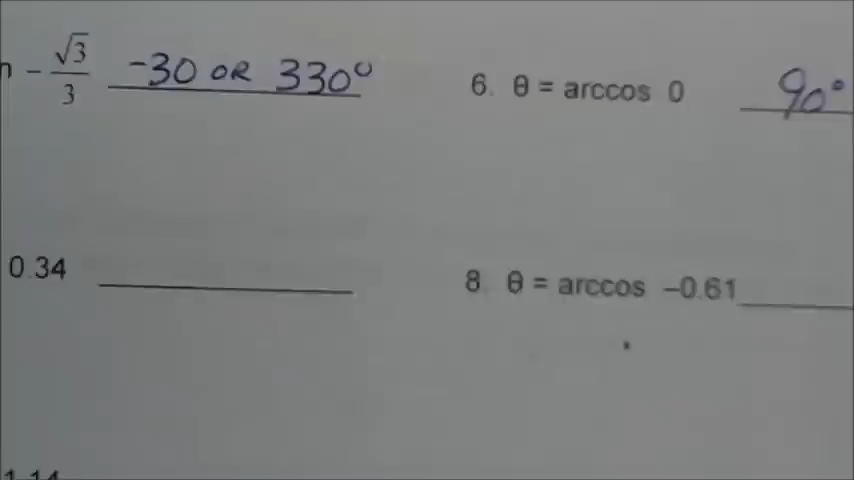 − √3/3 -30 OR 330°
6. θ = arccos 0 90°
0.34
8. θ = arccos −0.61